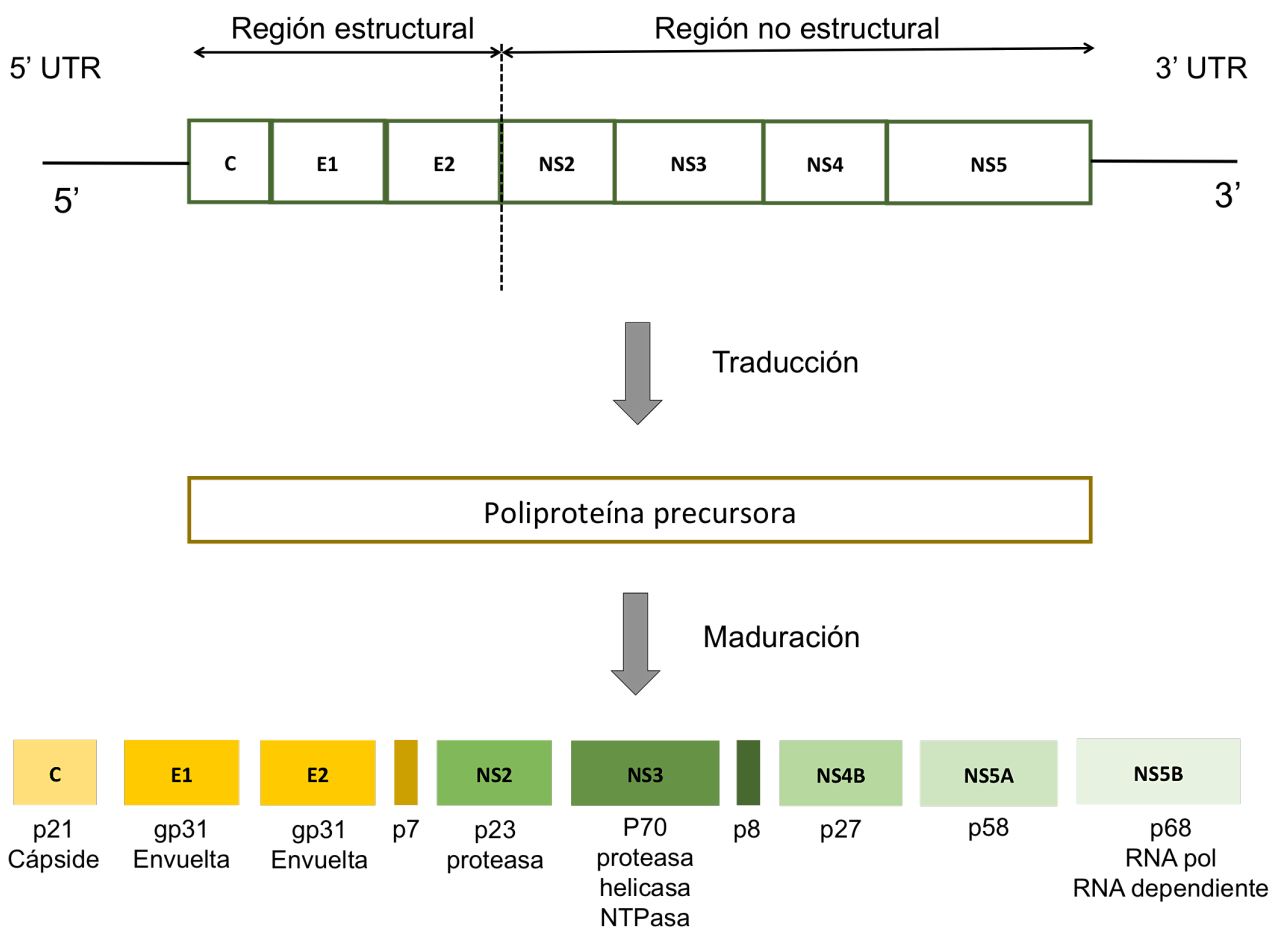 Región estructural
Región no estructural
5’ UTR
3’ UTR
C
E1
E2
NS2
NS3
NS4
NS5
5’
3’
Traducción
Poliproteína precursora
Maduración
C
E1
E2
NS2
NS3
NS4B
NS5A
NS5B
p21
Cápside
gp31
Envuelta
gp31
Envuelta
p7
p23
proteasa
P70
proteasa
helicasa
NTPasa
p8
p27
p58
p68
RNA pol
RNA dependiente